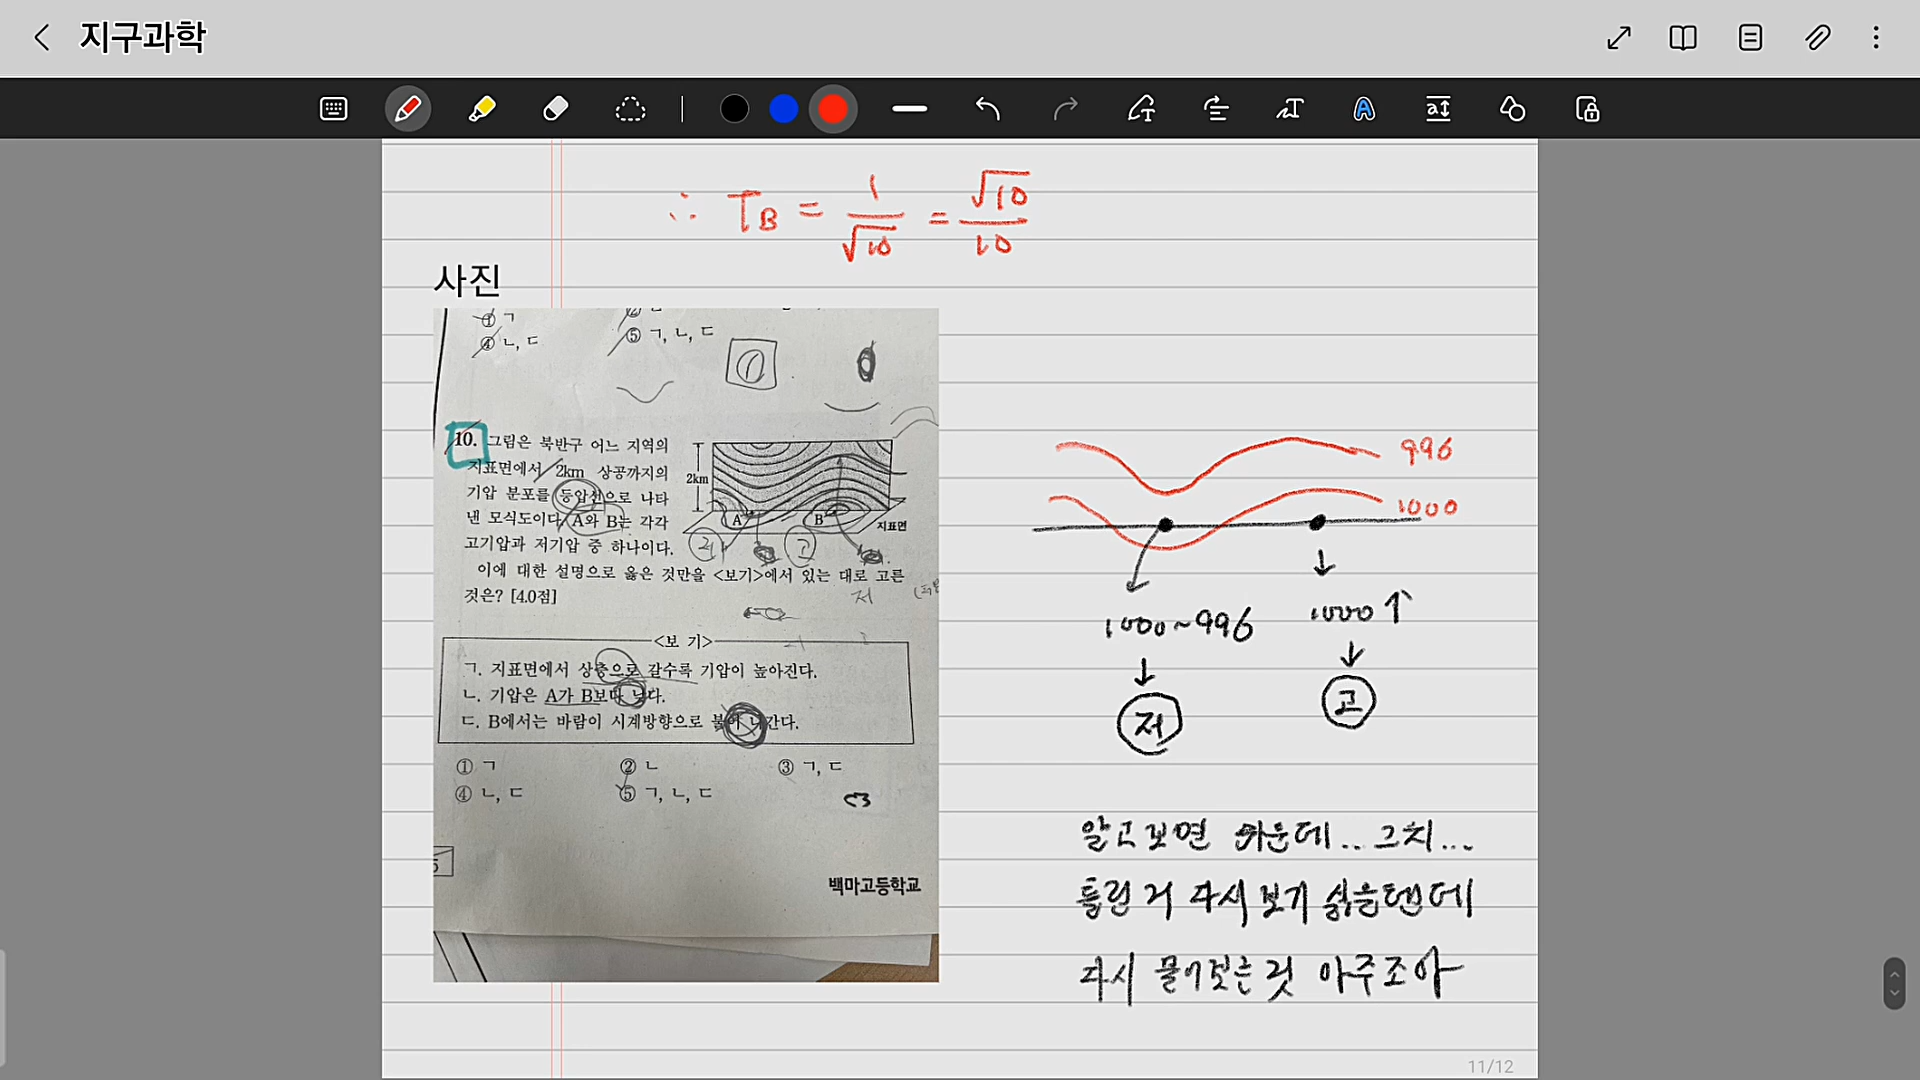 지구과학
∴ T_B = 1/√10 = √10/10
사진
① ㄱ
④ ㄴ, ㄷ
⑤ ㄱ, ㄴ, ㄷ
①
10. 그림은 북반구 어느 지역의
지표면에서 2km 상공까지의
기압 분포를 등압선으로 나타
낸 모식도이다. A와 B는 각각
고기압과 저기압 중 하나이다.
2km
A
B
지표면
저
고
이에 대한 설명으로 옳은 것만을 <보기>에서 있는 대로 고른
것은? [4.0점]
저
<보 기>
ㄱ. 지표면에서 상층으로 갈수록 기압이 높아진다.
ㄴ. 기압은 A가 B보다 낮다.
ㄷ. B에서는 바람이 시계방향으로 불어 나간다.
① ㄱ
② ㄴ
③ ㄱ, ㄷ
④ ㄴ, ㄷ
⑤ ㄱ, ㄴ, ㄷ
5
백마고등학교
996
1000
1000~996
1000↑
저
고
알고보면 쉬운데.. 그치...
틀린 거 다시 보기 싫을텐데
다시 물어보는 것 아주조아
11/12